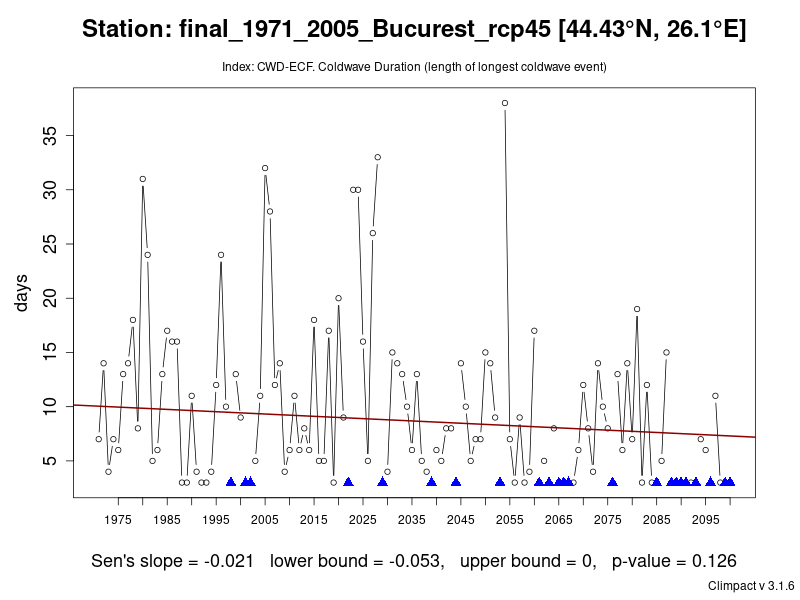 Station: final_1971_2005_Bucurest_rcp45 [44.43°N, 26.1°E]
Index: CWD-ECF. Coldwave Duration (length of longest coldwave event)
days
35
30
25
20
15
10
5
1975 1985 1995 2005 2015 2025 2035 2045 2055 2065 2075 2085 2095
Sen's slope = -0.021 lower bound = -0.053, upper bound = 0, p-value = 0.126
Climpact v 3.1.6